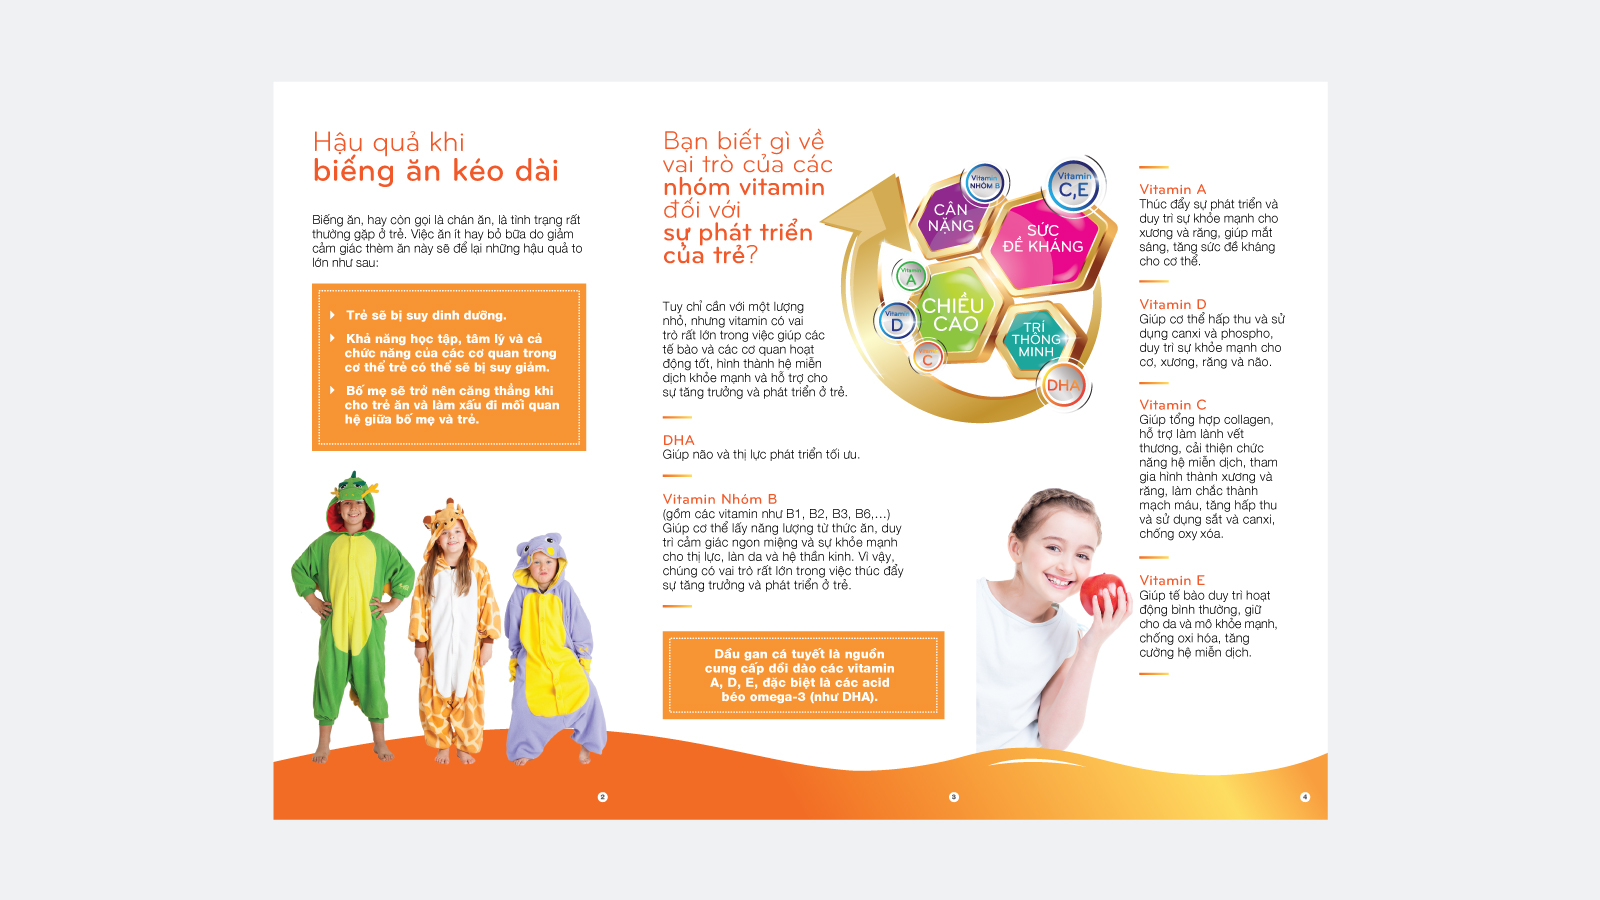 Hậu quả khi
biếng ăn kéo dài
Biếng ăn, hay còn gọi là chán ăn, là tình trạng rất
thường gặp ở trẻ. Việc ăn ít hay bỏ bữa do giảm
cảm giác thèm ăn này sẽ để lại những hậu quả to
lớn như sau:
Trẻ sẽ bị suy dinh dưỡng.
Khả năng học tập, tâm lý và cả
chức năng của các cơ quan trong
cơ thể trẻ có thể sẽ bị suy giảm.
Bố mẹ sẽ trở nên căng thẳng khi
cho trẻ ăn và làm xấu đi mối quan
hệ giữa bố mẹ và trẻ.
2
Bạn biết gì về
vai trò của các
nhóm vitamin
đối với
sự phát triển
của trẻ?
Tuy chỉ cần với một lượng
nhỏ, nhưng vitamin có vai
trò rất lớn trong việc giúp các
tế bào và các cơ quan hoạt
động tốt, hình thành hệ miễn
dịch khỏe mạnh và hỗ trợ cho
sự tăng trưởng và phát triển ở trẻ.
DHA
Giúp não và thị lực phát triển tối ưu.
Vitamin Nhóm B
(gồm các vitamin như B1, B2, B3, B6,...)
Giúp cơ thể lấy năng lượng từ thức ăn, duy
trì cảm giác ngon miệng và sự khỏe mạnh
cho thị lực, làn da và hệ thần kinh. Vì vậy,
chúng có vai trò rất lớn trong việc thúc đẩy
sự tăng trưởng và phát triển ở trẻ.
Dầu gan cá tuyết là nguồn
cung cấp dồi dào các vitamin
A, D, E, đặc biệt là các acid
béo omega-3 (như DHA).
Vitamin
NHÓM B
Vitamin
C,E
CÂN
NẶNG
SỨC
ĐỀ KHÁNG
Vitamin
A
CHIỀU
CAO
Vitamin
D
TRÍ
THÔNG
MINH
Vitamin
C
DHA
3
Vitamin A
Thúc đẩy sự phát triển và
duy trì sự khỏe mạnh cho
xương và răng, giúp mắt
sáng, tăng sức đề kháng
cho cơ thể.
Vitamin D
Giúp cơ thể hấp thu và sử
dụng canxi và phospho,
duy trì sự khỏe mạnh cho
cơ, xương, răng và não.
Vitamin C
Giúp tổng hợp collagen,
hỗ trợ làm lành vết
thương, cải thiện chức
năng hệ miễn dịch, tham
gia hình thành xương và
răng, làm chắc thành
mạch máu, tăng hấp thu
và sử dụng sắt và canxi,
chống oxy xóa.
Vitamin E
Giúp tế bào duy trì hoạt
động bình thường, giữ
cho da và mô khỏe mạnh,
chống oxi hóa, tăng
cường hệ miễn dịch.
4